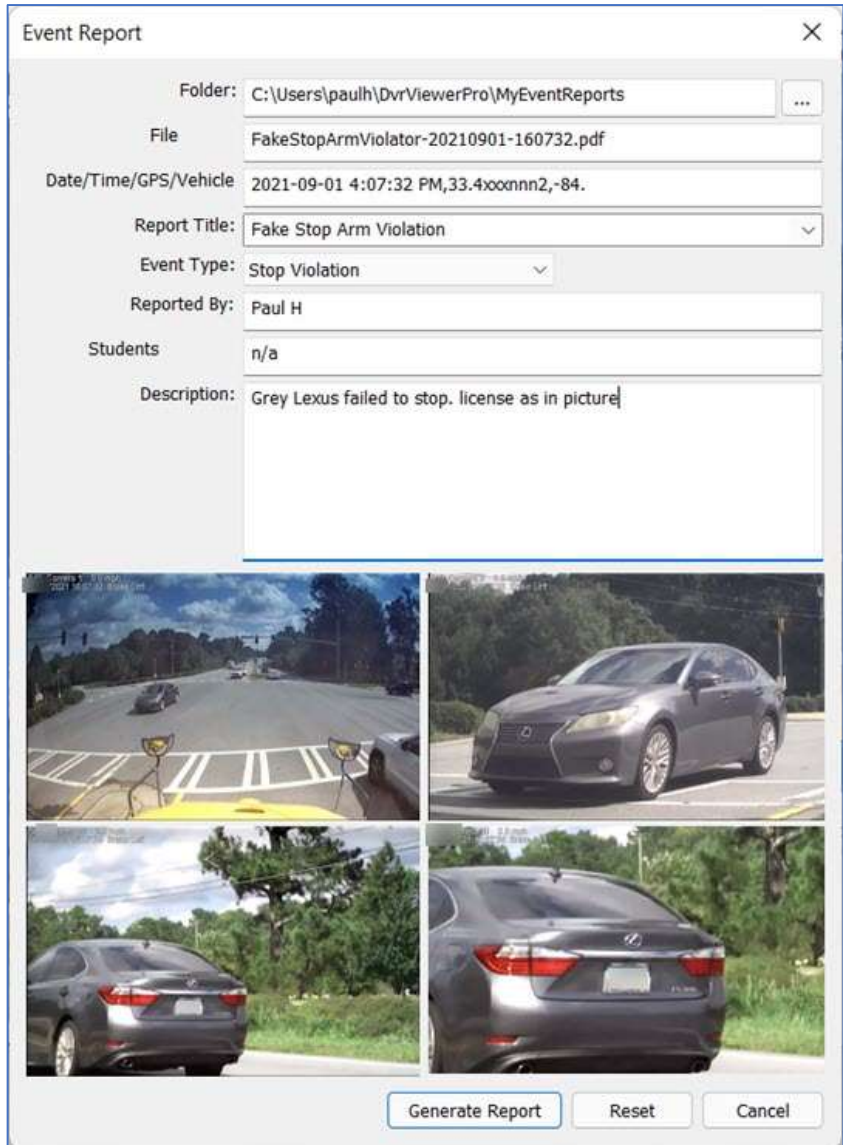 Event Report
Folder: C:\Users\paulh\DvrViewerPro\MyEventReports ...
File FakeStopArmViolator-20210901-160732.pdf
Date/Time/GPS/Vehicle 2021-09-01 4:07:32 PM,33.4xxxnnn2,-84.
Report Title: Fake Stop Arm Violation
Event Type: Stop Violation
Reported By: Paul H
Students n/a
Description: Grey Lexus failed to stop. license as in picture
Generate Report Reset Cancel